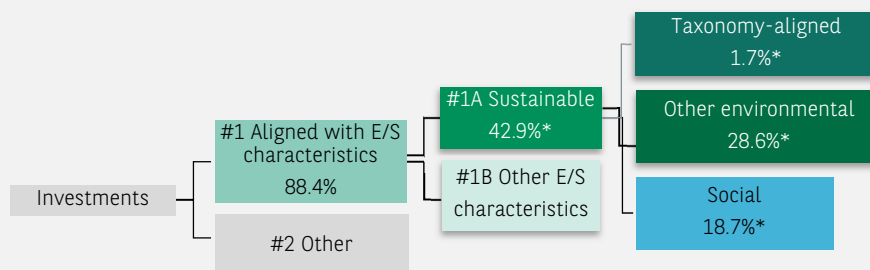 Taxonomy-aligned
1.7%*
#1A Sustainable
42.9%*
Other environmental
28.6%*
#1 Aligned with E/S
characteristics
88.4%
#1B Other E/S
characteristics
Social
18.7%*
Investments
#2 Other